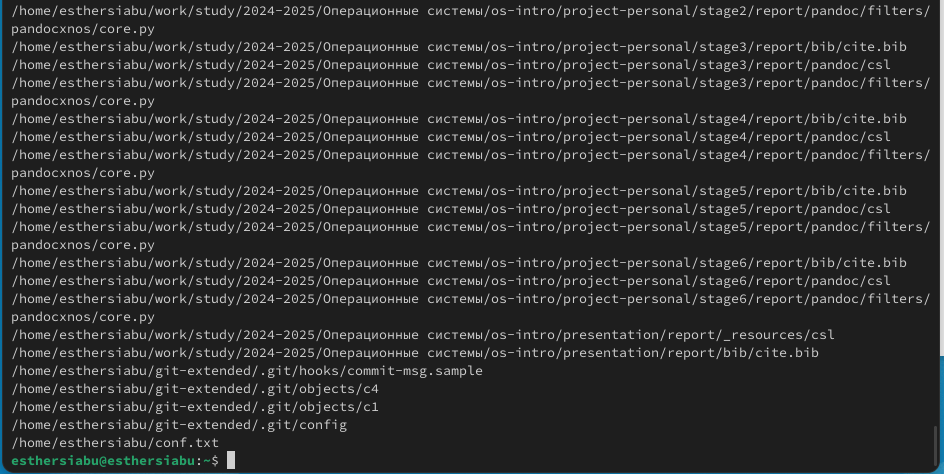 /home/esthersiabu/work/study/2024-2025/Операционные системы/os-intro/project-personal/stage2/report/pandoc/filters/
pandocxnos/core.py
/home/esthersiabu/work/study/2024-2025/Операционные системы/os-intro/project-personal/stage3/report/bib/cite.bib
/home/esthersiabu/work/study/2024-2025/Операционные системы/os-intro/project-personal/stage3/report/pandoc/csl
/home/esthersiabu/work/study/2024-2025/Операционные системы/os-intro/project-personal/stage3/report/pandoc/filters/
pandocxnos/core.py
/home/esthersiabu/work/study/2024-2025/Операционные системы/os-intro/project-personal/stage4/report/bib/cite.bib
/home/esthersiabu/work/study/2024-2025/Операционные системы/os-intro/project-personal/stage4/report/pandoc/csl
/home/esthersiabu/work/study/2024-2025/Операционные системы/os-intro/project-personal/stage4/report/pandoc/filters/
pandocxnos/core.py
/home/esthersiabu/work/study/2024-2025/Операционные системы/os-intro/project-personal/stage5/report/bib/cite.bib
/home/esthersiabu/work/study/2024-2025/Операционные системы/os-intro/project-personal/stage5/report/pandoc/csl
/home/esthersiabu/work/study/2024-2025/Операционные системы/os-intro/project-personal/stage5/report/pandoc/filters/
pandocxnos/core.py
/home/esthersiabu/work/study/2024-2025/Операционные системы/os-intro/project-personal/stage6/report/bib/cite.bib
/home/esthersiabu/work/study/2024-2025/Операционные системы/os-intro/project-personal/stage6/report/pandoc/csl
/home/esthersiabu/work/study/2024-2025/Операционные системы/os-intro/project-personal/stage6/report/pandoc/filters/
pandocxnos/core.py
/home/esthersiabu/work/study/2024-2025/Операционные системы/os-intro/presentation/report/_resources/csl
/home/esthersiabu/work/study/2024-2025/Операционные системы/os-intro/presentation/report/bib/cite.bib
/home/esthersiabu/git-extended/.git/hooks/commit-msg.sample
/home/esthersiabu/git-extended/.git/objects/c4
/home/esthersiabu/git-extended/.git/objects/c1
/home/esthersiabu/git-extended/.git/config
/home/esthersiabu/conf.txt
esthersiabu@esthersiabu:~$